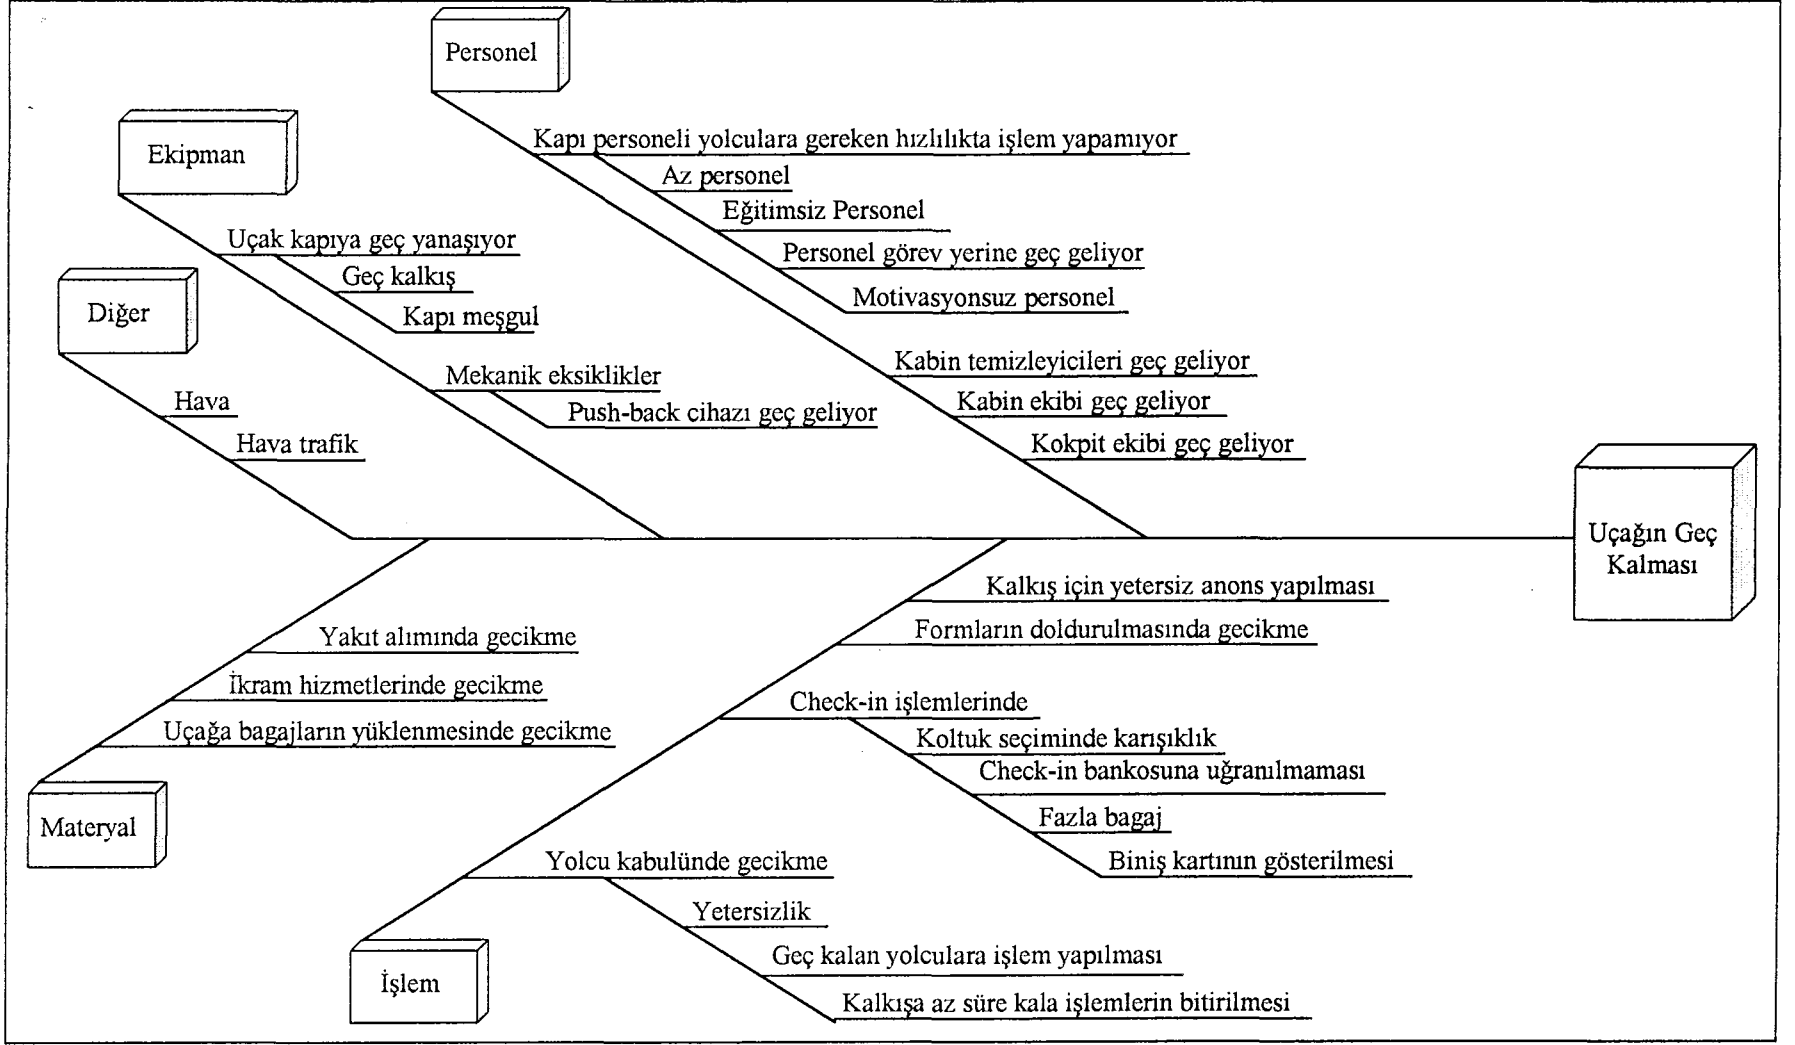 Personel
Kapı personeli yolculara gereken hızlılıkta işlem yapamıyor
Az personel
Eğitimsiz Personel
Personel görev yerine geç geliyor
Motivasyonsuz personel
Kabin temizleyicileri geç geliyor
Kabin ekibi geç geliyor
Kokpit ekibi geç geliyor
Ekipman
Uçak kapıya geç yanaşıyor
Geç kalkış
Kapı meşgul
Mekanik eksiklikler
Push-back cihazı geç geliyor
Diğer
Hava
Hava trafik
Uçağın Geç
Kalması
Yakıt alımında gecikme
İkram hizmetlerinde gecikme
Uçağa bagajların yüklenmesinde gecikme
Materyal
Kalkış için yetersiz anons yapılması
Formların doldurulmasında gecikme
Check-in işlemlerinde
Koltuk seçiminde karışıklık
Check-in bankosuna uğranılmaması
Fazla bagaj
Biniş kartının gösterilmesi
Yolcu kabulünde gecikme
Yetersizlik
Geç kalan yolculara işlem yapılması
Kalkışa az süre kala işlemlerin bitirilmesi
İşlem